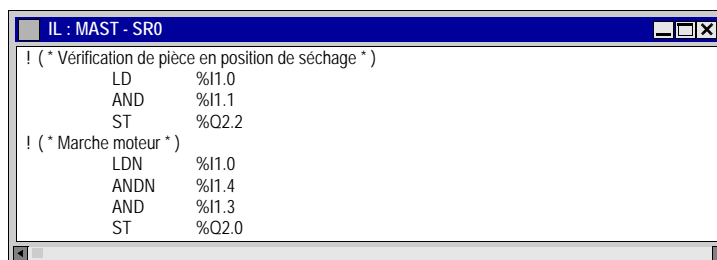 IL : MAST - SR0
! ( * Vérification de pièce en position de séchage * )
LD %I1.0
AND %I1.1
ST %Q2.2
! ( * Marche moteur * )
LDN %I1.0
ANDN %I1.4
AND %I1.3
ST %Q2.0